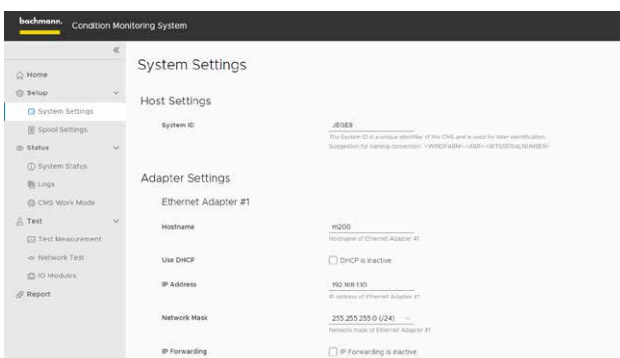 bachmann. Condition Monitoring System
«
Home
Setup
System Settings
Spool Settings
Status
System Status
Logs
CMS Work Mode
Test
Test Measurement
Network Test
IO Modules
Report
System Settings
Host Settings
System ID
The System ID is a unique identifier of this CMS and is used for later identification.
Suggestion for naming convention:
Adapter Settings
Ethernet Adapter #1
Hostname
m200
Hostname of Ethernet Adapter #1
Use DHCP
DHCP is inactive
IP Address
192.168.1.10
IP address of Ethernet Adapter #1
Network Mask
255.255.255.0 (/24)
Network mask of Ethernet Adapter #1
IP Forwarding
IP Forwarding is inactive